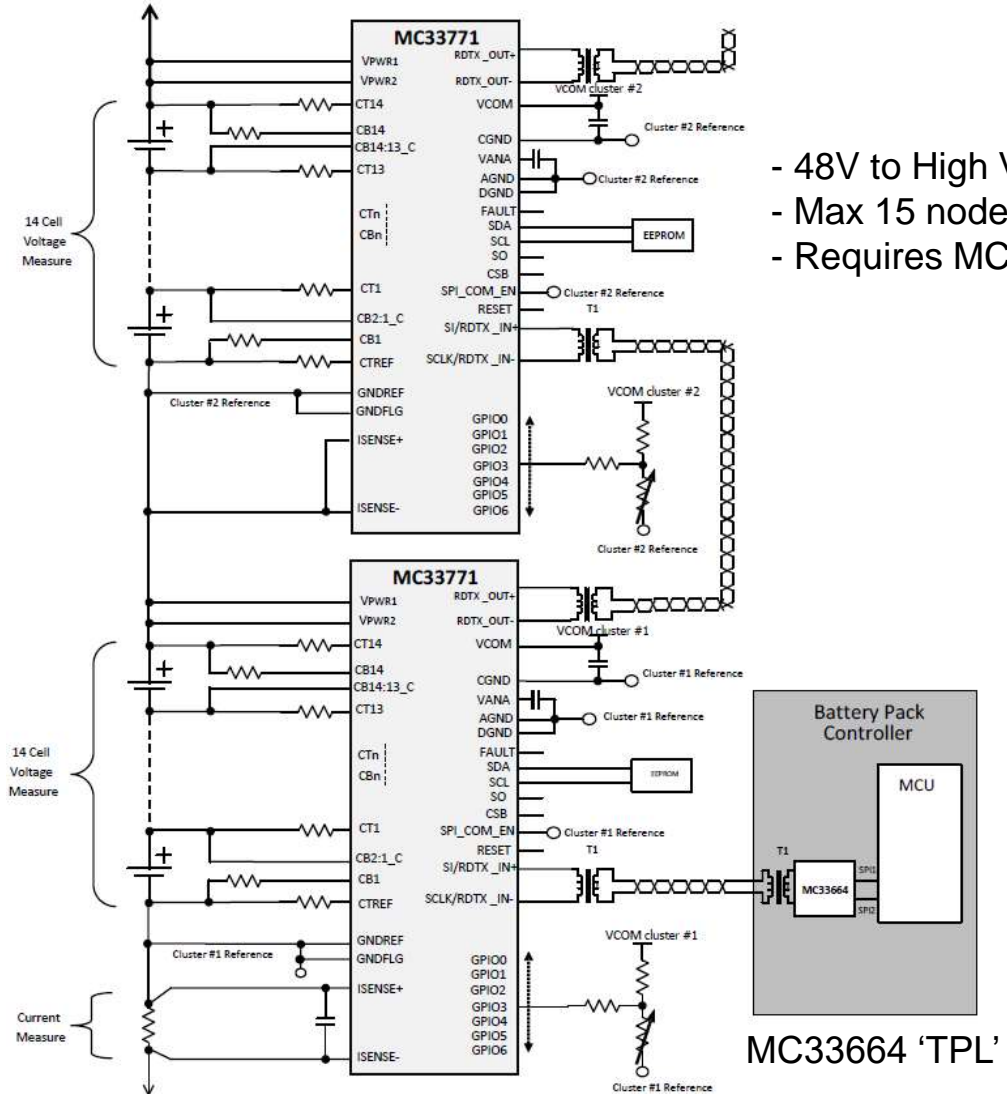 MC33771
VPWR1
VPWR2
CT14
CB14
CB14:13_C
CT13
CTn
CBn
CT1
CB2:1_C
CB1
CTREF
GNDREF
GNDFLG
ISENSE+
ISENSE-
RDTX_OUT+
RDTX_OUT-
VCOM
CGND
VANA
AGND
DGND
FAULT
SDA
SCL
SO
CSB
SPI_COM_EN
RESET
SI/RDTX_IN+
SCLK/RDTX_IN-
GPIO0
GPIO1
GPIO2
GPIO3
GPIO4
GPIO5
GPIO6
14 Cell
Voltage
Measure
Cluster #2 Reference
VCOM cluster #2
Cluster #2 Reference
Cluster #2 Reference
EEPROM
Cluster #2 Reference
T1
VCOM cluster #2
Cluster #2 Reference
- 48V to High V
- Max 15 node
- Requires MC
MC33771
VPWR1
VPWR2
CT14
CB14
CB14:13_C
CT13
CTn
CBn
CT1
CB2:1_C
CB1
CTREF
GNDREF
GNDFLG
ISENSE+
ISENSE-
RDTX_OUT+
RDTX_OUT-
VCOM
CGND
VANA
AGND
DGND
FAULT
SDA
SCL
SO
CSB
SPI_COM_EN
RESET
SI/RDTX_IN+
SCLK/RDTX_IN-
GPIO0
GPIO1
GPIO2
GPIO3
GPIO4
GPIO5
GPIO6
14 Cell
Voltage
Measure
Cluster #1 Reference
Current
Measure
VCOM cluster #1
Cluster #1 Reference
Cluster #1 Reference
EEPROM
Cluster #1 Reference
T1
VCOM cluster #1
Cluster #1 Reference
Battery Pack
Controller
MCU
T1
MC33664
SPI1
SPI2
MC33664 ‘TPL’